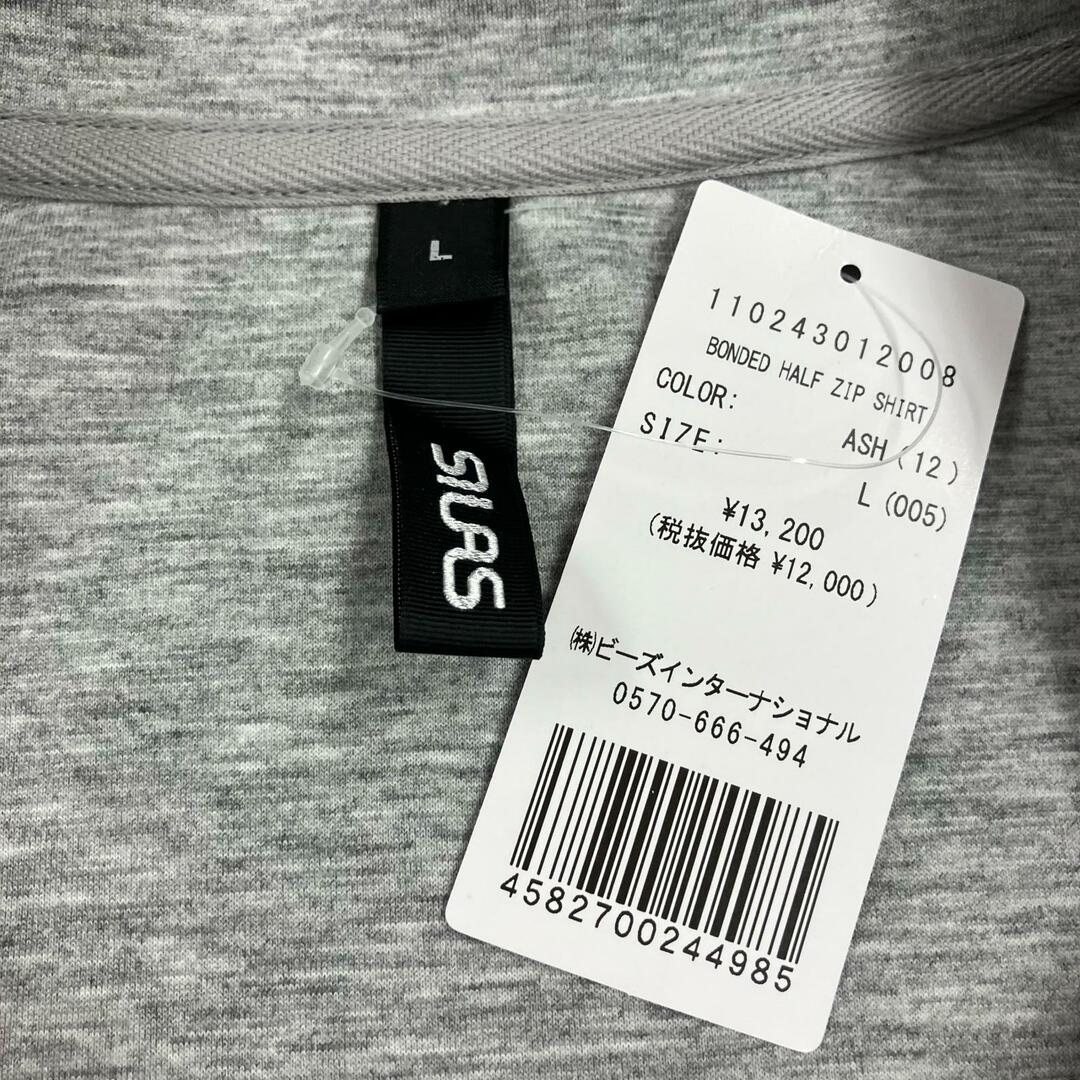 L
SILAS
110243012008
BONDED HALF ZIP SHIRT
COLOR: ASH (12)
SIZE: L (005)
¥13,200
(税抜価格 ¥12,000)
㈱ビーズインターナショナル
0570-666-494
4582700244985